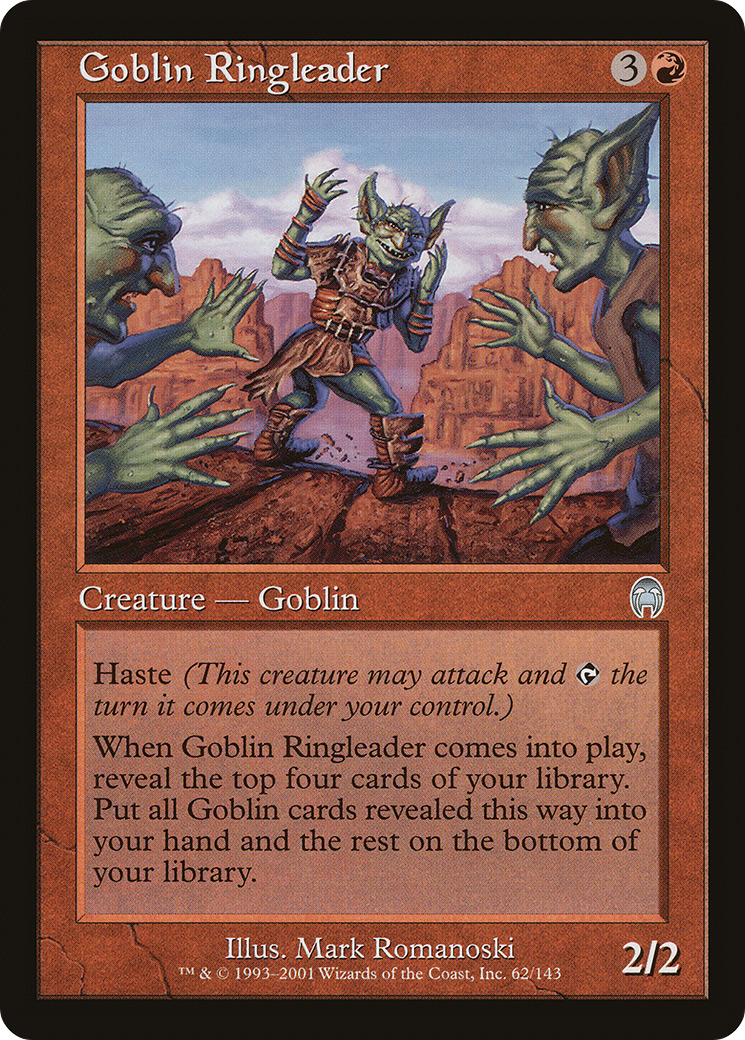 Goblin Ringleader 3
Creature — Goblin
Haste (This creature may attack and the
turn it comes under your control.)
When Goblin Ringleader comes into play,
reveal the top four cards of your library.
Put all Goblin cards revealed this way into
your hand and the rest on the bottom of
your library.
Illus. Mark Romanoski
2/2
™ & © 1993–2001 Wizards of the Coast, Inc. 62/143